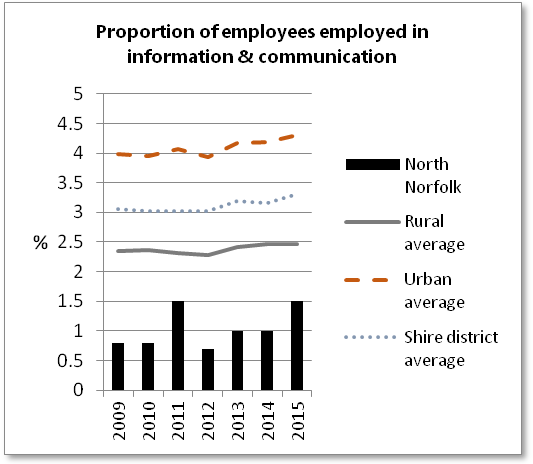 Proportion of employees employed in
information & communication
5
4.5
4
3.5
3
2.5
2
1.5
1
0.5
0
%
2009
2010
2011
2012
2013
2014
2015
North
Norfolk
Rural
average
Urban
average
Shire district
average